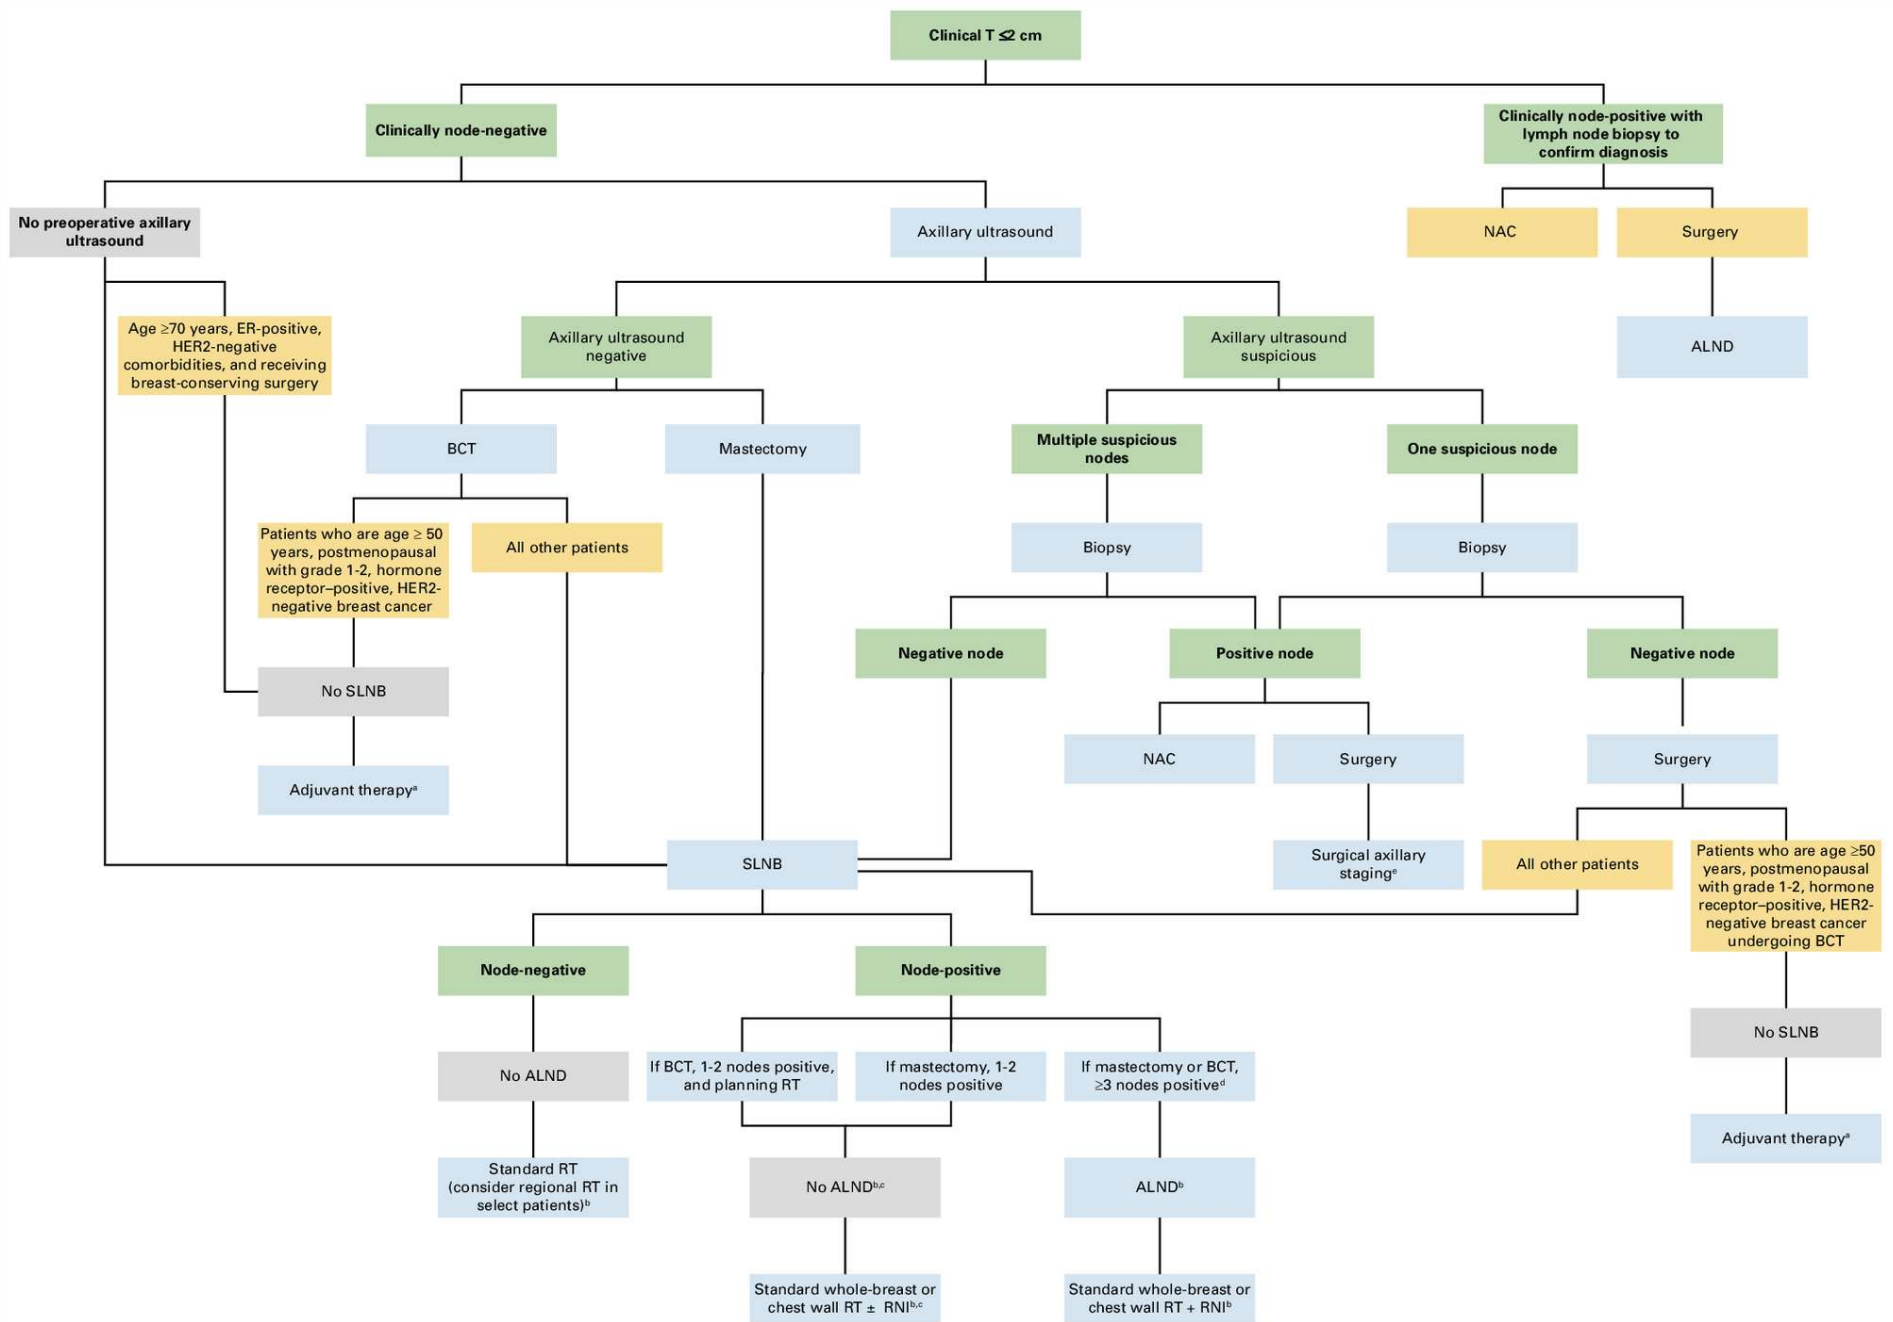 Clinical T ≤2 cm
Clinically node-negative
Clinically node-positive with
lymph node biopsy to
confirm diagnosis
No preoperative axillary
ultrasound
Axillary ultrasound
NAC
Surgery
Age ≥70 years, ER-positive,
HER2-negative
comorbidities, and receiving
breast-conserving surgery
Axillary ultrasound
negative
Axillary ultrasound
suspicious
ALND
BCT
Mastectomy
Multiple suspicious
nodes
One suspicious node
Patients who are age ≥ 50
years, postmenopausal
with grade 1-2, hormone
receptor–positive, HER2-
negative breast cancer
All other patients
Biopsy
Biopsy
Negative node
Positive node
Negative node
No SLNB
NAC
Surgery
Surgery
Adjuvant therapyᵃ
SLNB
Surgical axillary
stagingᵉ
All other patients
Patients who are age ≥50
years, postmenopausal
with grade 1-2, hormone
receptor–positive, HER2-
negative breast cancer
undergoing BCT
Node-negative
Node-positive
No SLNB
No ALND
If BCT, 1-2 nodes positive,
and planning RT
If mastectomy, 1-2
nodes positive
If mastectomy or BCT,
≥3 nodes positiveᵈ
Adjuvant therapyᵃ
Standard RT
(consider regional RT in
select patients)ᵇ
No ALNDᵇ,ᶜ
ALNDᵇ
Standard whole-breast or
chest wall RT ± RNIᵇ,ᶜ
Standard whole-breast or
chest wall RT + RNIᵇ